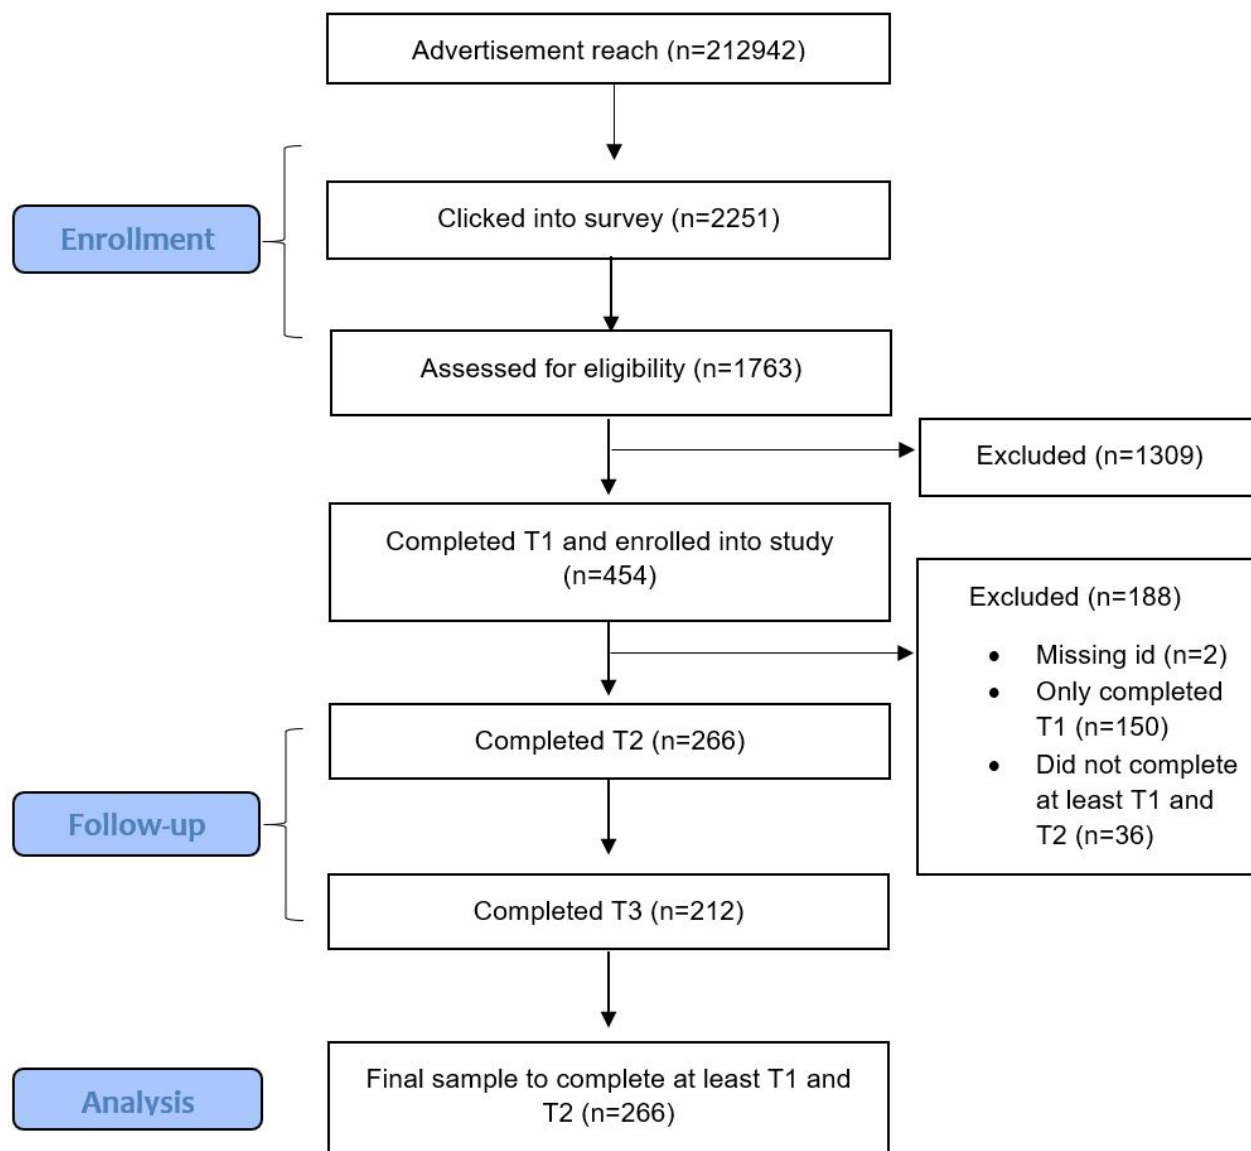 Advertisement reach (n=212942)
Enrollment
Clicked into survey (n=2251)
Assessed for eligibility (n=1763)
Excluded (n=1309)
Completed T1 and enrolled into study
(n=454)
Excluded (n=188)
• Missing id (n=2)
• Only completed
T1 (n=150)
• Did not complete
at least T1 and
T2 (n=36)
Completed T2 (n=266)
Follow-up
Completed T3 (n=212)
Analysis
Final sample to complete at least T1 and
T2 (n=266)